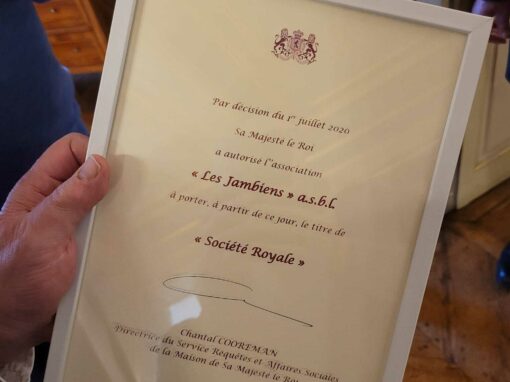 Par décision du 1er juillet 2020
Sa Majesté le Roi
a autorisé l'association
« Les Jambiens » a.s.b.l.
à porter, à partir de ce jour, le titre de
« Société Royale »
Chantal COOREMAN
Directrice du Service Requêtes et Affaires Sociales
de la Maison de Sa Majesté le Roi